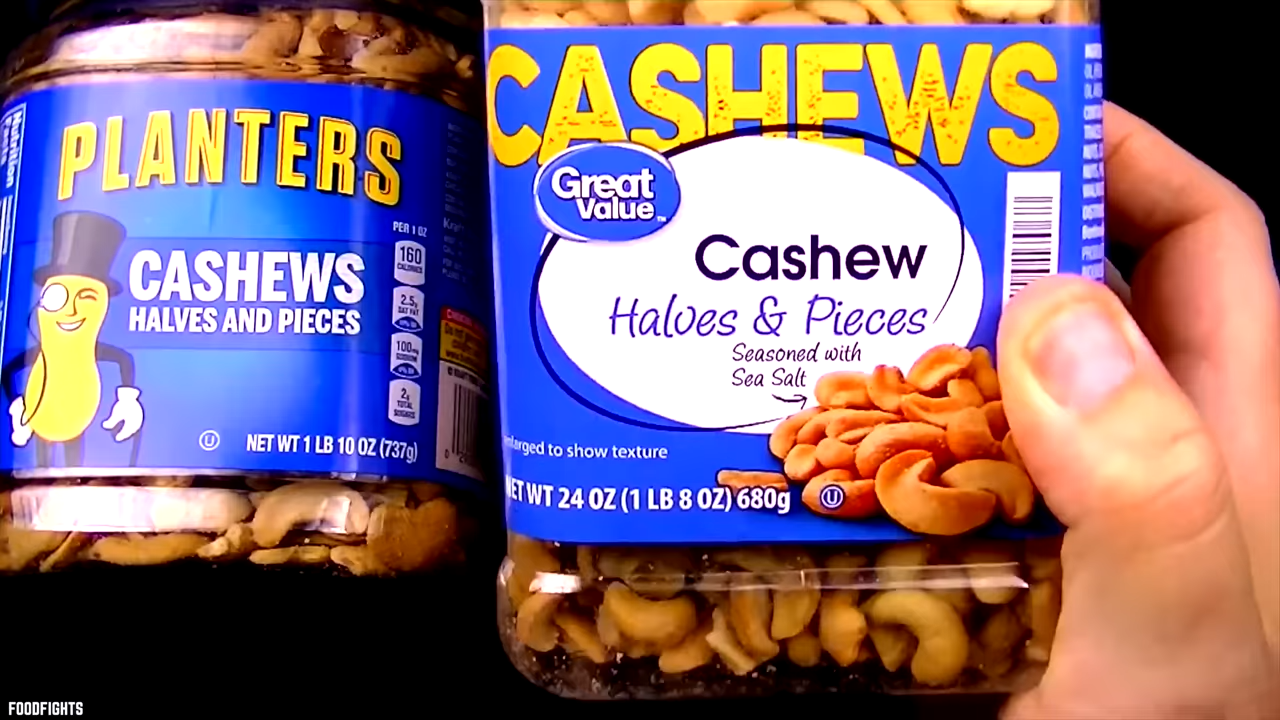 PLANTERS
CASHEWS
HALVES AND PIECES
PER 1 OZ
160
CALORIES
2.5g
SAT FAT
100mg
SODIUM
2g
TOTAL
SUGARS
NET WT 1 LB 10 OZ (737g)
Nutrition
CASHEWS
Great
Value
Cashew
Halves & Pieces
Seasoned with
Sea Salt
enlarged to show texture
NET WT 24 OZ (1 LB 8 OZ) 680g
FOODFIGHTS